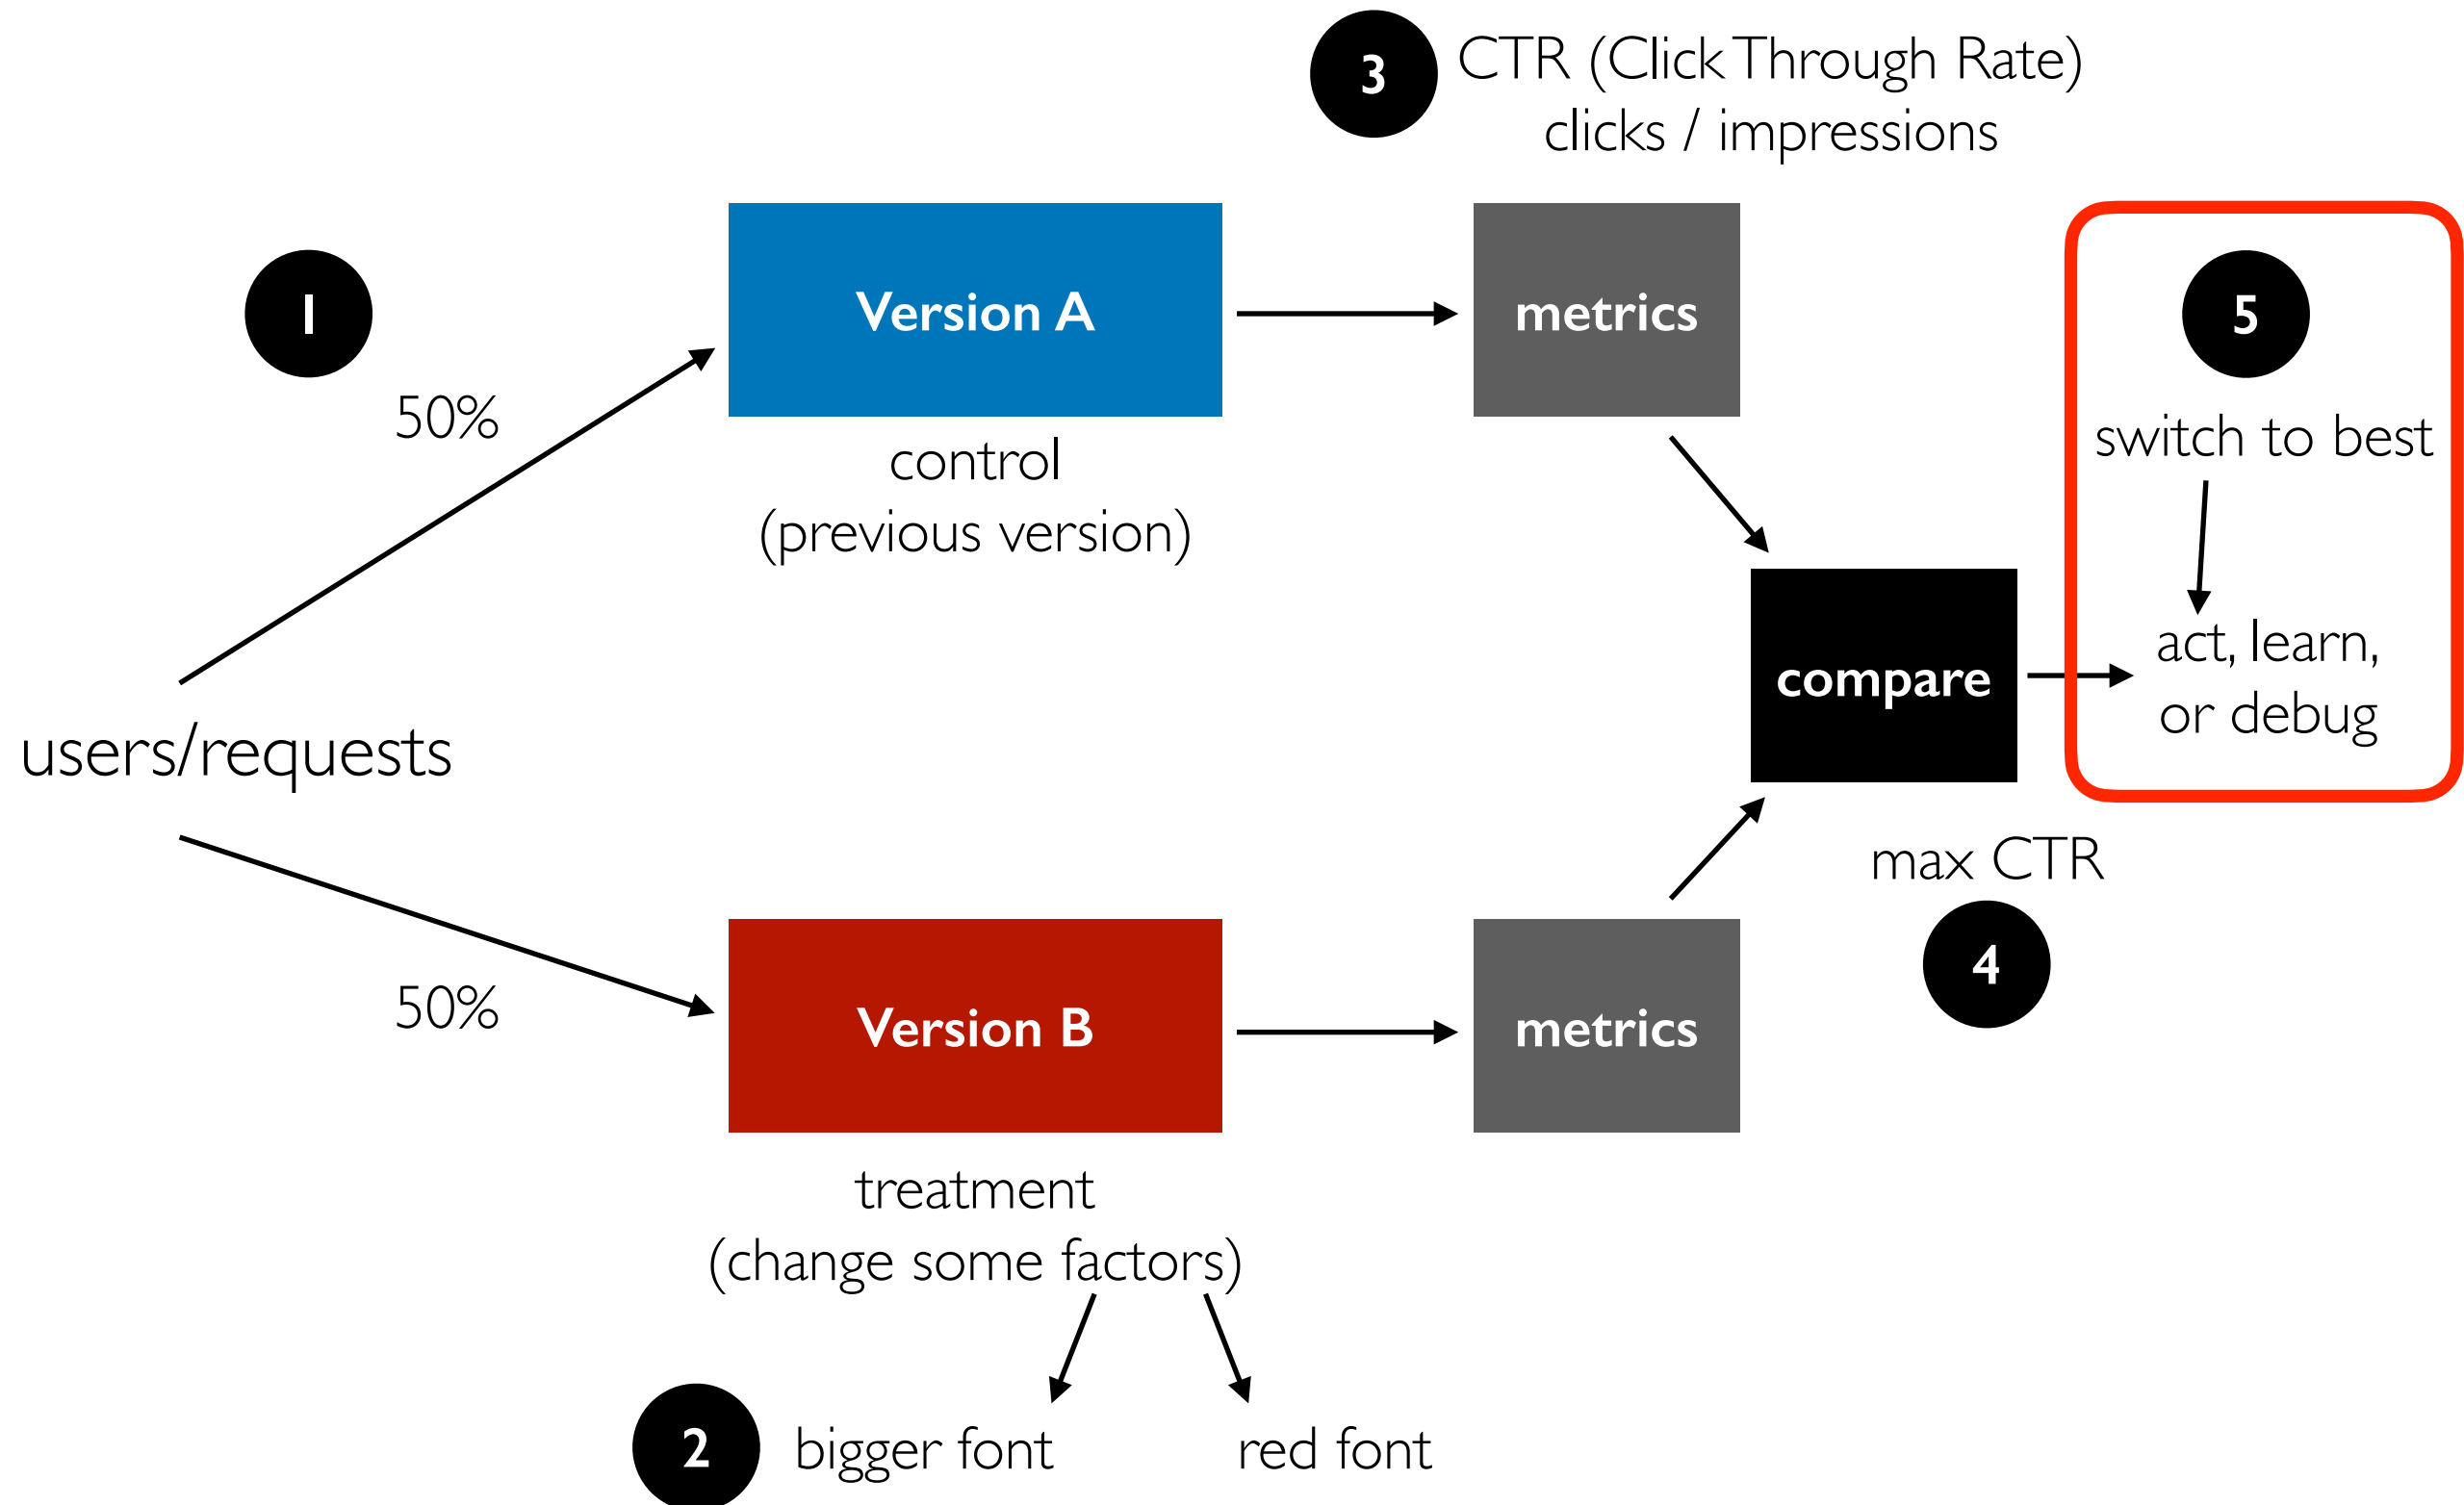 3
CTR (Click Through Rate)
clicks / impressions
1
50%
Version A
control
(previous version)
metrics
5
switch to best
act, learn,
or debug
compare
max CTR
4
users/requests
50%
Version B
metrics
treatment
(change some factors)
2
bigger font
red font